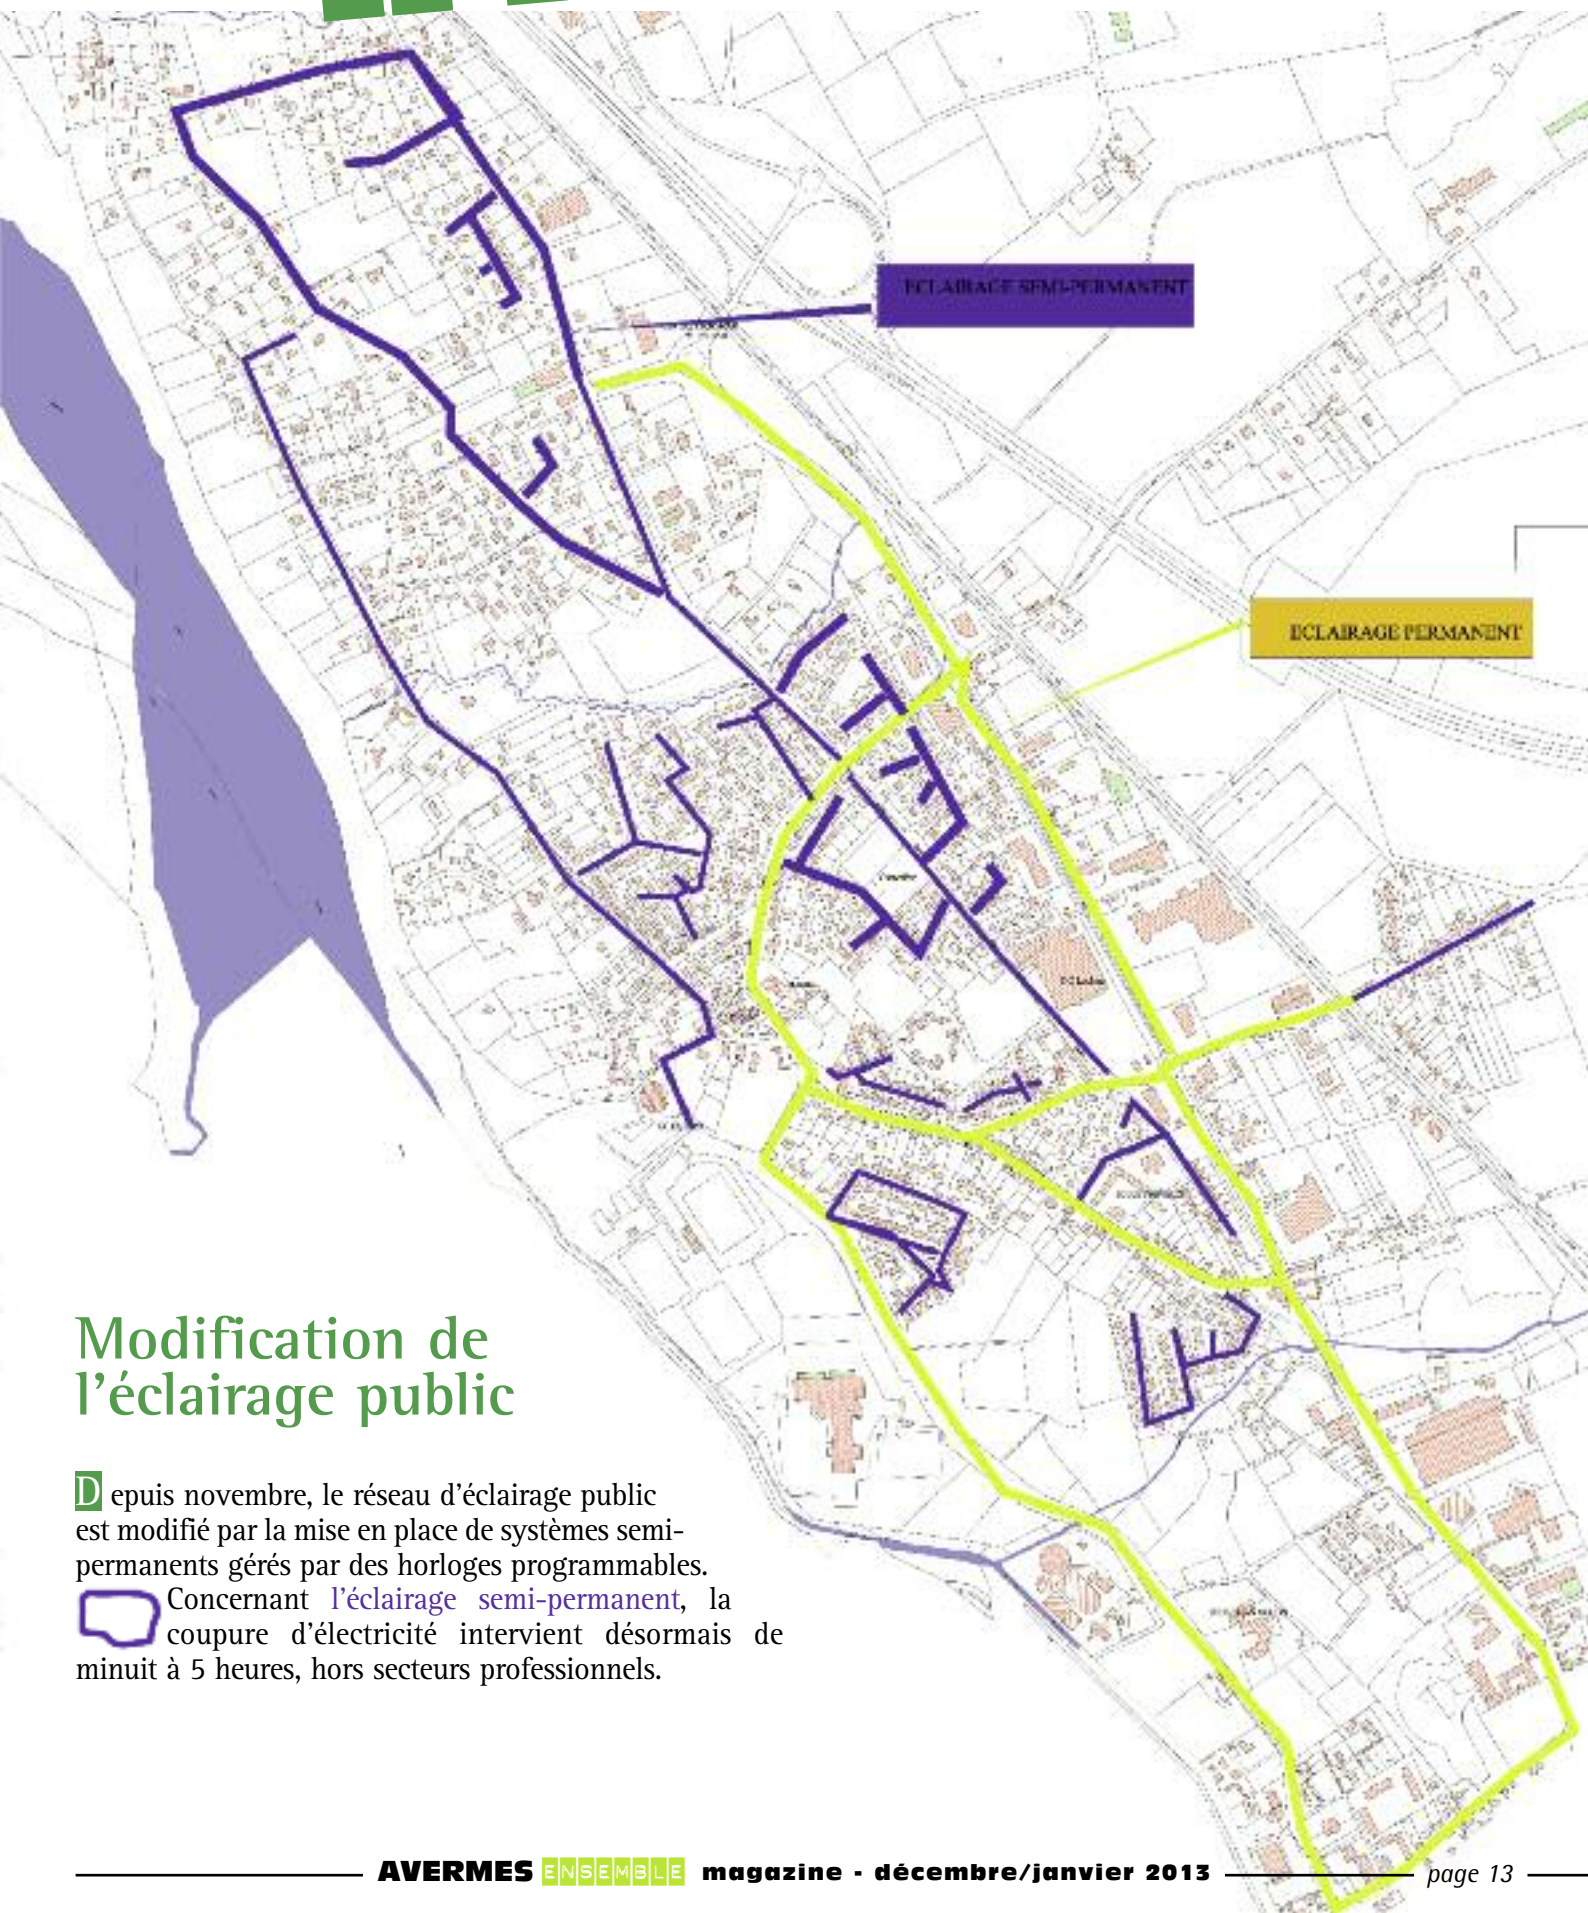 ECLAIRAGE SEMI-PERMANENT
ECLAIRAGE PERMANENT
Modification de
l'éclairage public
Depuis novembre, le réseau d'éclairage public
est modifié par la mise en place de systèmes semi-
permanents gérés par des horloges programmables.
Concernant l'éclairage semi-permanent, la
coupure d'électricité intervient désormais de
minuit à 5 heures, hors secteurs professionnels.
AVERMES ENSEMBLE magazine - décembre/janvier 2013
page 13